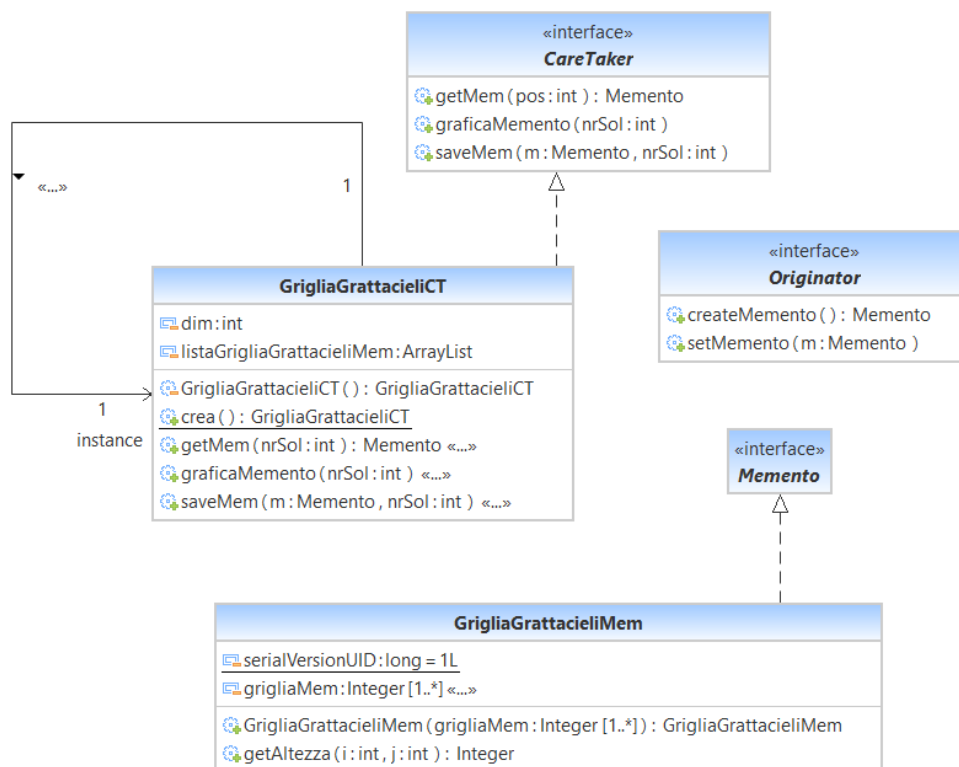 «interface»
CareTaker
getMem(pos:int): Memento
graficaMemento(nrSol:int)
saveMem(m:Memento, nrSol:int)
«...»
1
1
instance
GrigliaGrattacieliCT
dim:int
listaGrigliaGrattacieliMem:ArrayList
GrigliaGrattacieliCT(): GrigliaGrattacieliCT
crea(): GrigliaGrattacieliCT
getMem(nrSol:int): Memento «...»
graficaMemento(nrSol:int) «...»
saveMem(m:Memento, nrSol:int) «...»
«interface»
Originator
createMemento(): Memento
setMemento(m:Memento)
«interface»
Memento
GrigliaGrattacieliMem
serialVersionUID:long = 1L
grigliaMem:Integer [1..*] «...»
GrigliaGrattacieliMem(grigliaMem:Integer [1..*]): GrigliaGrattacieliMem
getAltezza(i:int, j:int): Integer